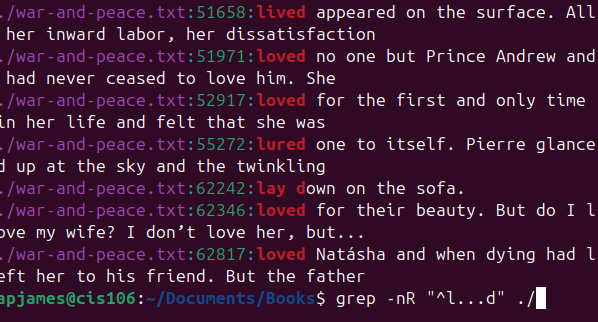 ./war-and-peace.txt:51658:lived appeared on the surface. All
her inward labor, her dissatisfaction
./war-and-peace.txt:51971:loved no one but Prince Andrew and
had never ceased to love him. She
./war-and-peace.txt:52917:loved for the first and only time
in her life and felt that she was
./war-and-peace.txt:55272:lured one to itself. Pierre glance
d up at the sky and the twinkling
./war-and-peace.txt:62242:lay down on the sofa.
./war-and-peace.txt:62346:loved for their beauty. But do I l
ove my wife? I don’t love her, but...
./war-and-peace.txt:62817:loved Natásha and when dying had l
eft her to his friend. But the father
apjames@cis106:~/Documents/Books$ grep -nR "^l...d" ./